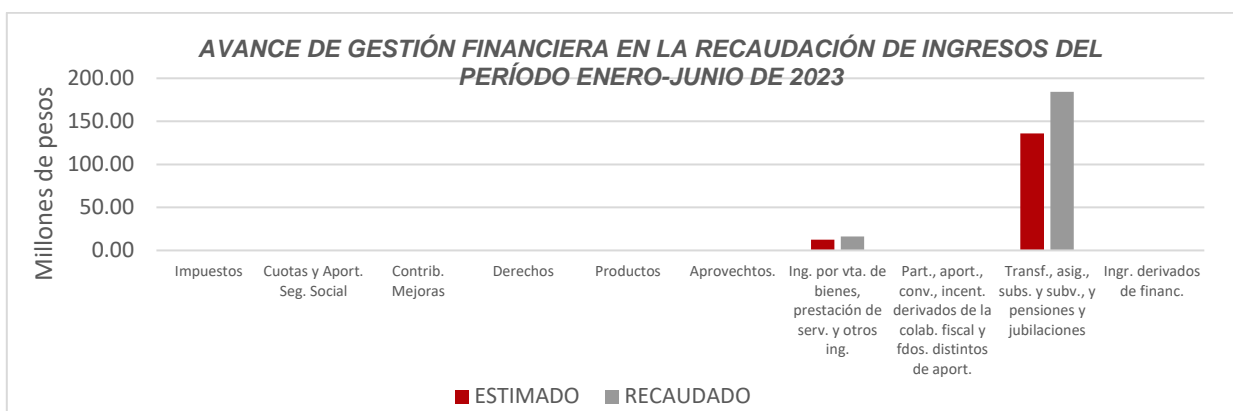 AVANCE DE GESTIÓN FINANCIERA EN LA RECAUDACIÓN DE INGRESOS DEL
PERÍODO ENERO-JUNIO DE 2023
Millones de pesos
200.00
150.00
100.00
50.00
0.00
Impuestos
Cuotas y Aport.
Seg. Social
Contrib.
Mejoras
Derechos
Productos
Aprovechtos.
Ing. por vta. de
bienes,
prestación de
serv. y otros
ing.
Part., aport.,
conv., incent.
derivados de la
colab. fiscal y
fdos. distintos
de aport.
Transf., asig.,
subs. y subv., y
pensiones y
jubilaciones
Ingr. derivados
de financ.
ESTIMADO
RECAUDADO